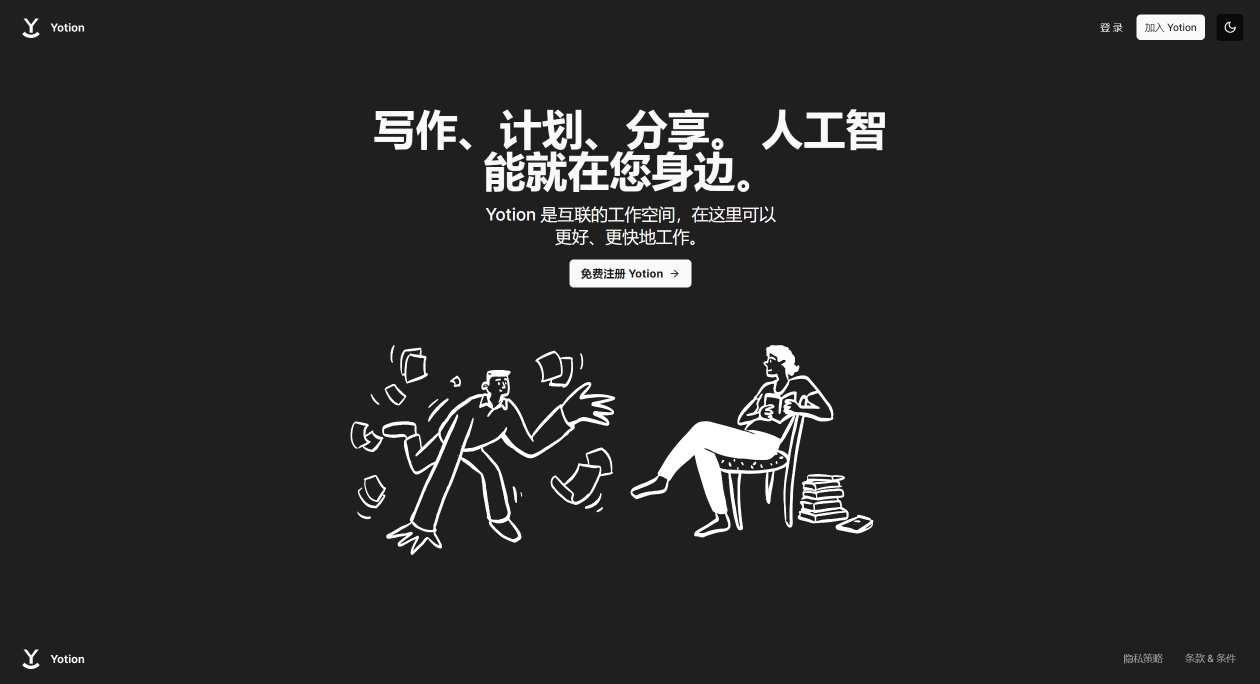 Yotion
登 录
加入 Yotion
写作、计划、分享。 人工智
能就在您身边。
Yotion 是互联的工作空间，在这里可以
更好、更快地工作。
免费注册 Yotion →
Yotion
隐私策略
条款 & 条件